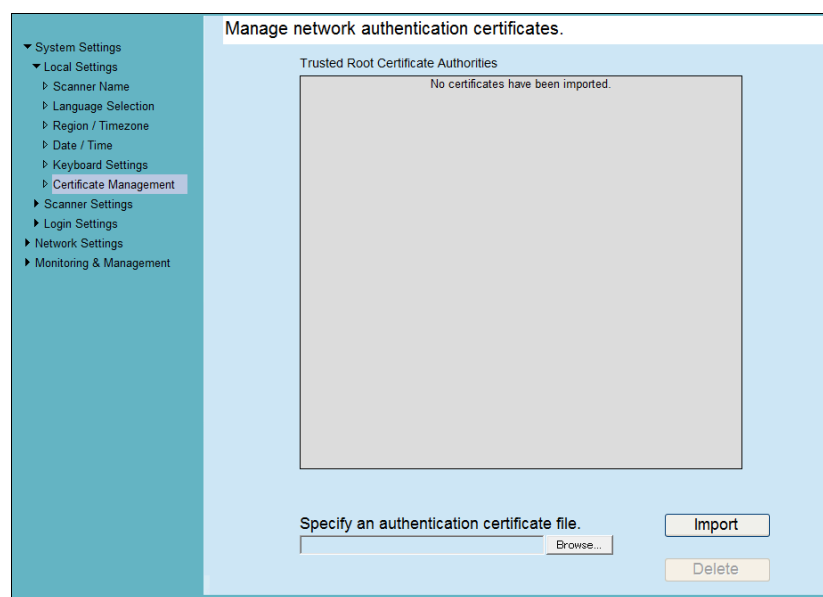 Manage network authentication certificates.
System Settings
Local Settings
Scanner Name
Language Selection
Region / Timezone
Date / Time
Keyboard Settings
Certificate Management
Scanner Settings
Login Settings
Network Settings
Monitoring & Management
Trusted Root Certificate Authorities
No certificates have been imported.
Specify an authentication certificate file.
Browse...
Import
Delete